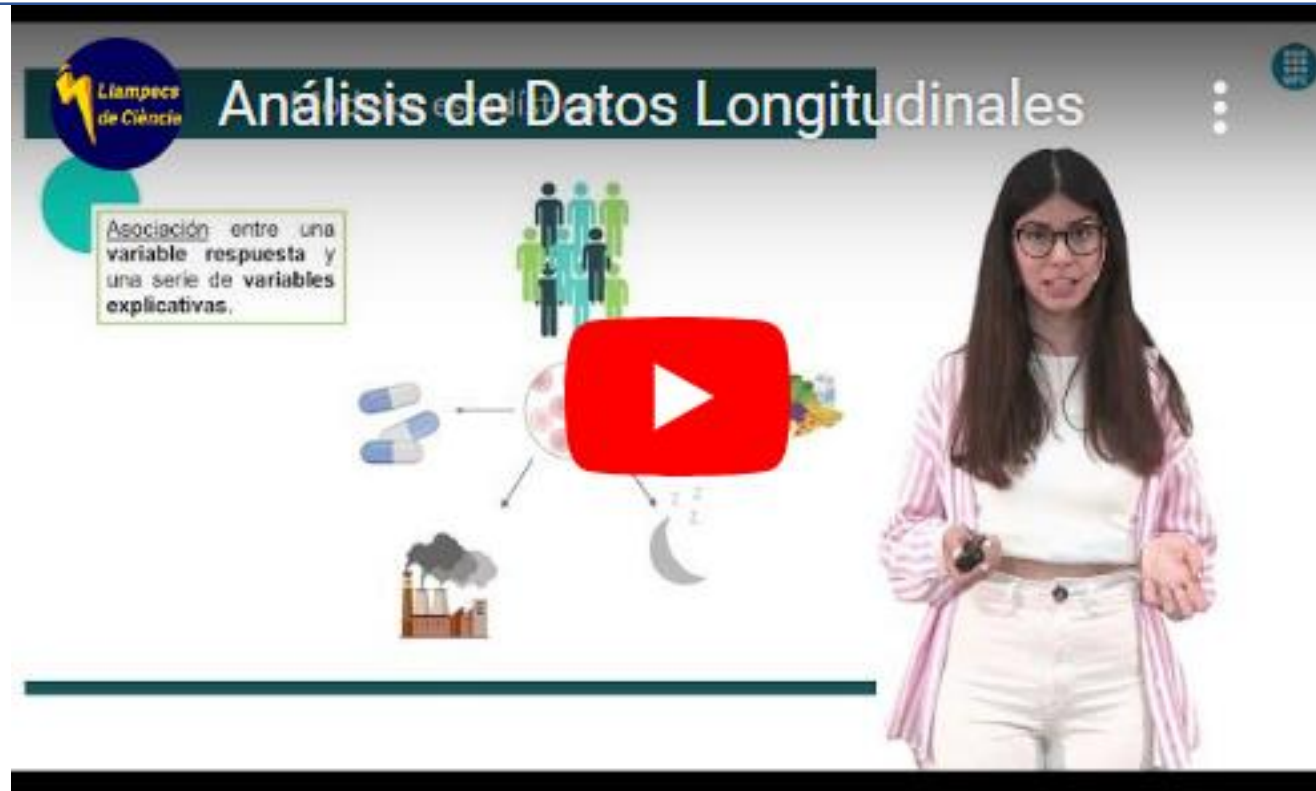 Llampecs
de Ciència
Análisis de Datos Longitudinales
Asociación entre una
variable respuesta y
una serie de variables
explicativas.
z z
z